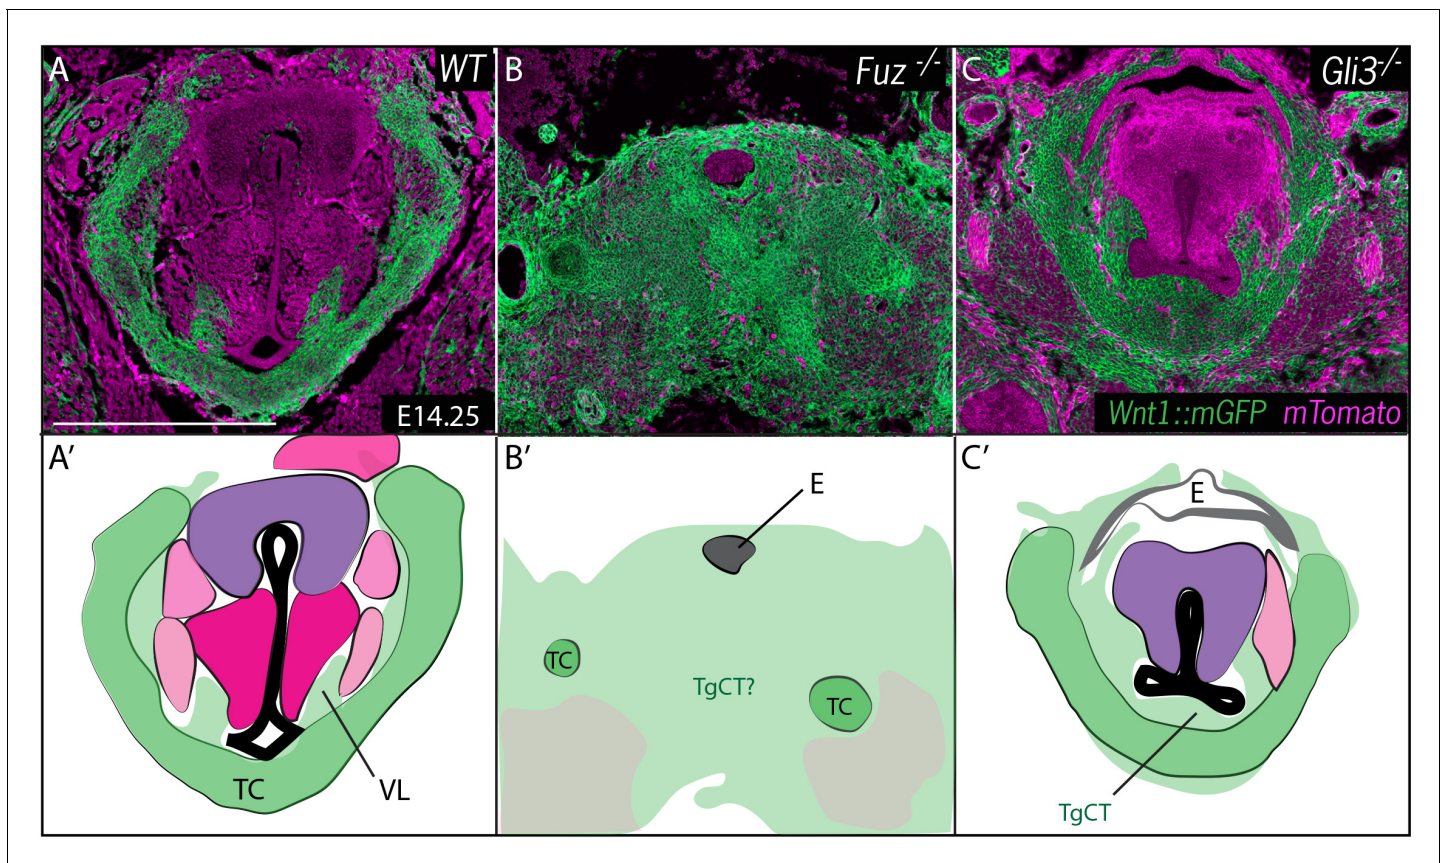 A
WT
E14.25
B
Fuz -/-
C
Gli3-/-
Wnt1::mGFP mTomato
A′
TC
VL
B′
E
TC
TgCT?
TC
C′
E
TgCT